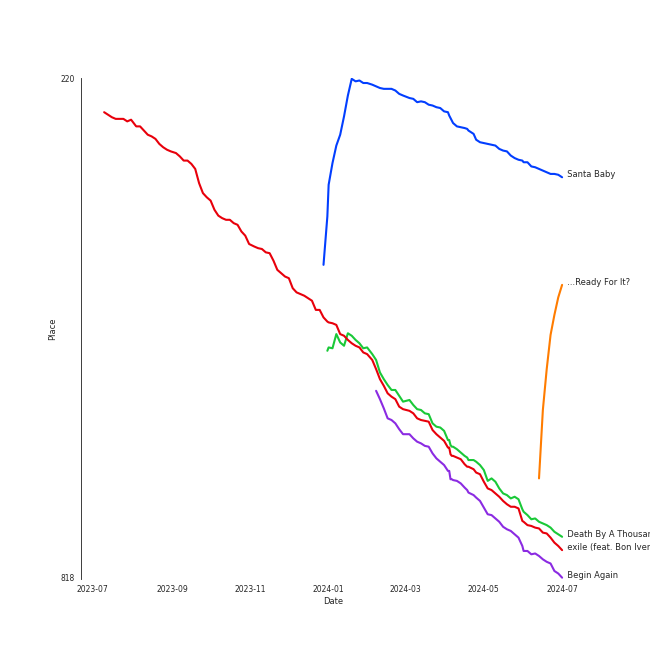 220
Santa Baby
...Ready For It?
Place
Death By A Thousan
exile (feat. Bon Iver
Begin Again
818
2023-07 2023-09 2023-11 2024-01 2024-03 2024-05 2024-07
Date